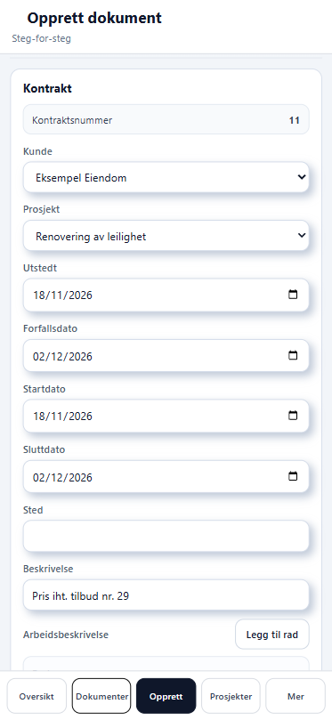 Opprett dokument
Steg-for-steg
Kontrakt
Kontraktsnummer 11
Kunde
Eksempel Eiendom
Prosjekt
Renovering av leilighet
Utstedt
18/11/2026
Forfallsdato
02/12/2026
Startdato
18/11/2026
Sluttdato
02/12/2026
Sted
Beskrivelse
Pris iht. tilbud nr. 29
Arbeidsbeskrivelse Legg til rad
Oversikt Dokumenter Opprett Prosjekter Mer